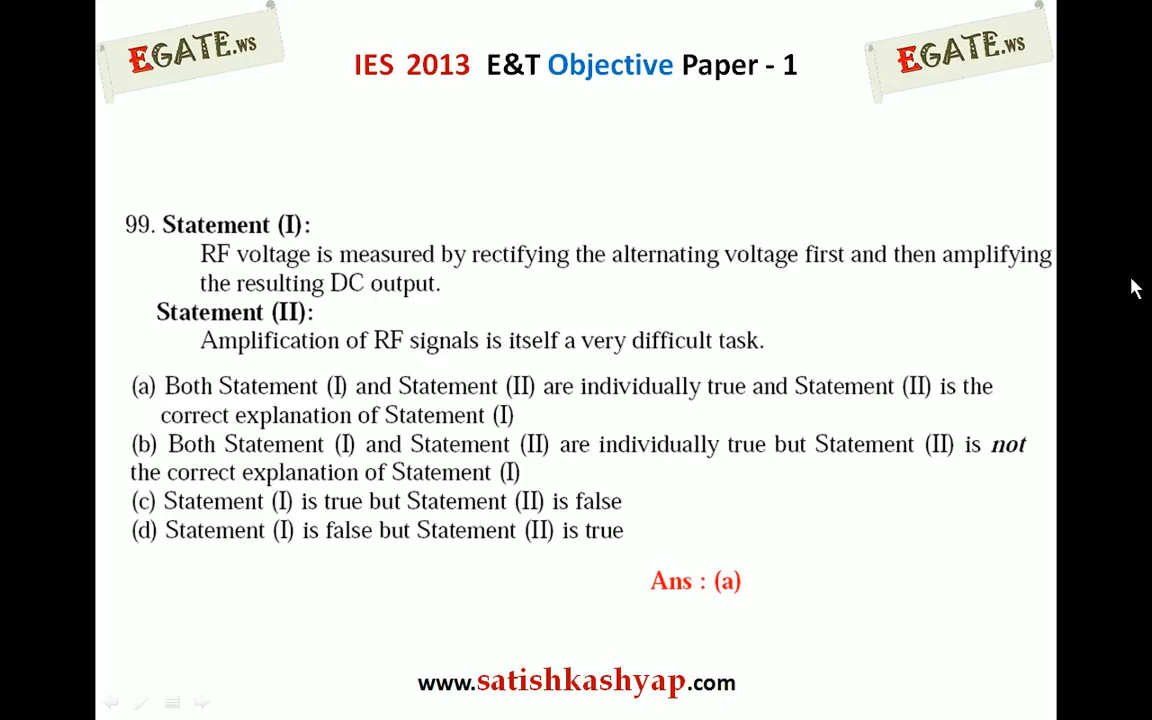 EGATE.ws
IES 2013 E&T Objective Paper - 1
EGATE.ws
99. Statement (I):
RF voltage is measured by rectifying the alternating voltage first and then amplifying
the resulting DC output.
Statement (II):
Amplification of RF signals is itself a very difficult task.
(a) Both Statement (I) and Statement (II) are individually true and Statement (II) is the
correct explanation of Statement (I)
(b) Both Statement (I) and Statement (II) are individually true but Statement (II) is not
the correct explanation of Statement (I)
(c) Statement (I) is true but Statement (II) is false
(d) Statement (I) is false but Statement (II) is true
Ans : (a)
www.satishkashyap.com